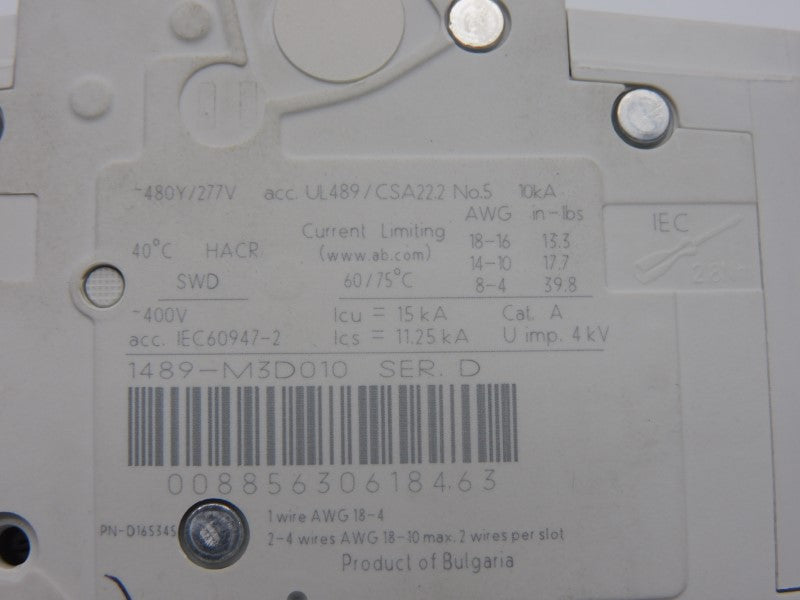 ~480Y/277V acc. UL489/CSA22.2 No.5 10kA
AWG in-lbs
Current Limiting 18-16 13.3
40°C HACR (www.ab.com) 14-10 17.7
SWD 60/75°C 8-4 39.8
IEC
~400V Icu = 15 kA Cat. A
acc. IEC60947-2 Ics = 11.25 kA U imp. 4 kV
1489-M3D010 SER. D
00885630618463
PN-D16534S
1 wire AWG 18-4
2-4 wires AWG 18-10 max. 2 wires per slot
Product of Bulgaria